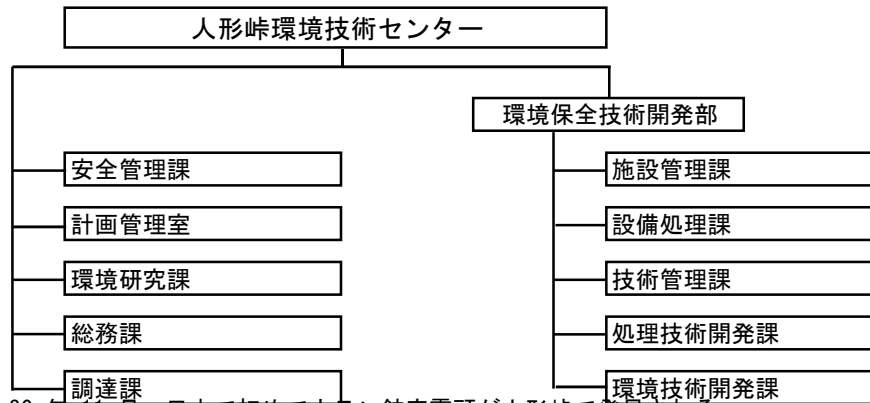 人形峠環境技術センター
環境保全技術開発部
安全管理課
計画管理室
環境研究課
総務課
調達課
施設管理課
設備処理課
技術管理課
処理技術開発課
環境技術開発課